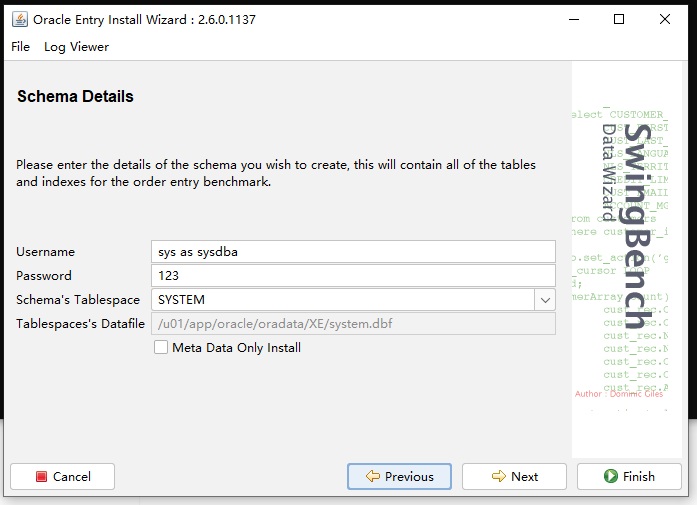 Oracle Entry Install Wizard : 2.6.0.1137
File Log Viewer
Schema Details
Please enter the details of the schema you wish to create, this will contain all of the tables
and indexes for the order entry benchmark.
Username sys as sysdba
Password 123
Schema's Tablespace SYSTEM
Tablespaces's Datafile /u01/app/oracle/oradata/XE/system.dbf
Meta Data Only Install
SwingBench
Data Wizard
Author : Dominic Giles
Cancel Previous Next Finish